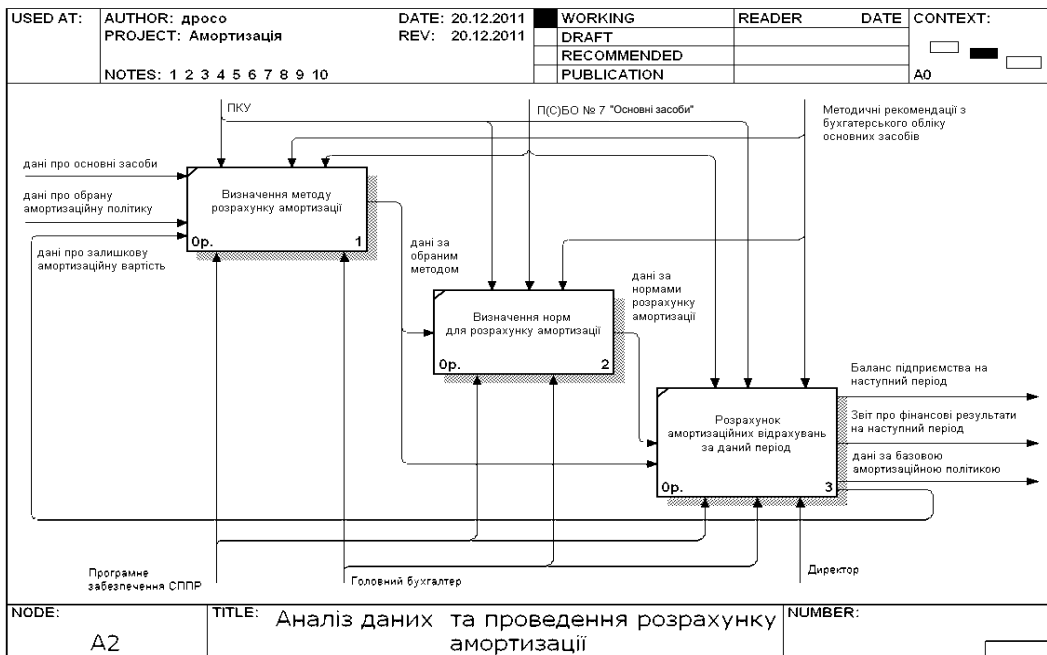 USED AT:
AUTHOR: дросо
DATE: 20.12.2011
WORKING
READER
DATE
CONTEXT:
PROJECT: Амортизація
REV: 20.12.2011
DRAFT
RECOMMENDED
NOTES: 1 2 3 4 5 6 7 8 9 10
PUBLICATION
A0
ПКУ
П(С)БО № 7 "Основні засоби"
Методичні рекомендації з
бухгатерського обліку
основних засобів
дані про основні засоби
дані про обрану
амортизаційну політику
дані про залишкову
амортизаційну вартість
Визначення методу
розрахунку амортизації
0р.
1
дані за
обраним
методом
Визначення норм
для розрахунку амортизації
0р.
2
дані за
нормами
розрахунку
амортизації
Розрахунок
амортизаційних відрахувань
за даний період
0р.
3
Баланс підприємства на
наступний період
Звіт про фінансові результати
на наступний період
дані за базовою
амортизаційною політикою
Програмне
забезпечення СППР
Головний бухгалтер
Директор
NODE:
A2
TITLE:
Аналіз даних та проведення розрахунку
амортизації
NUMBER: